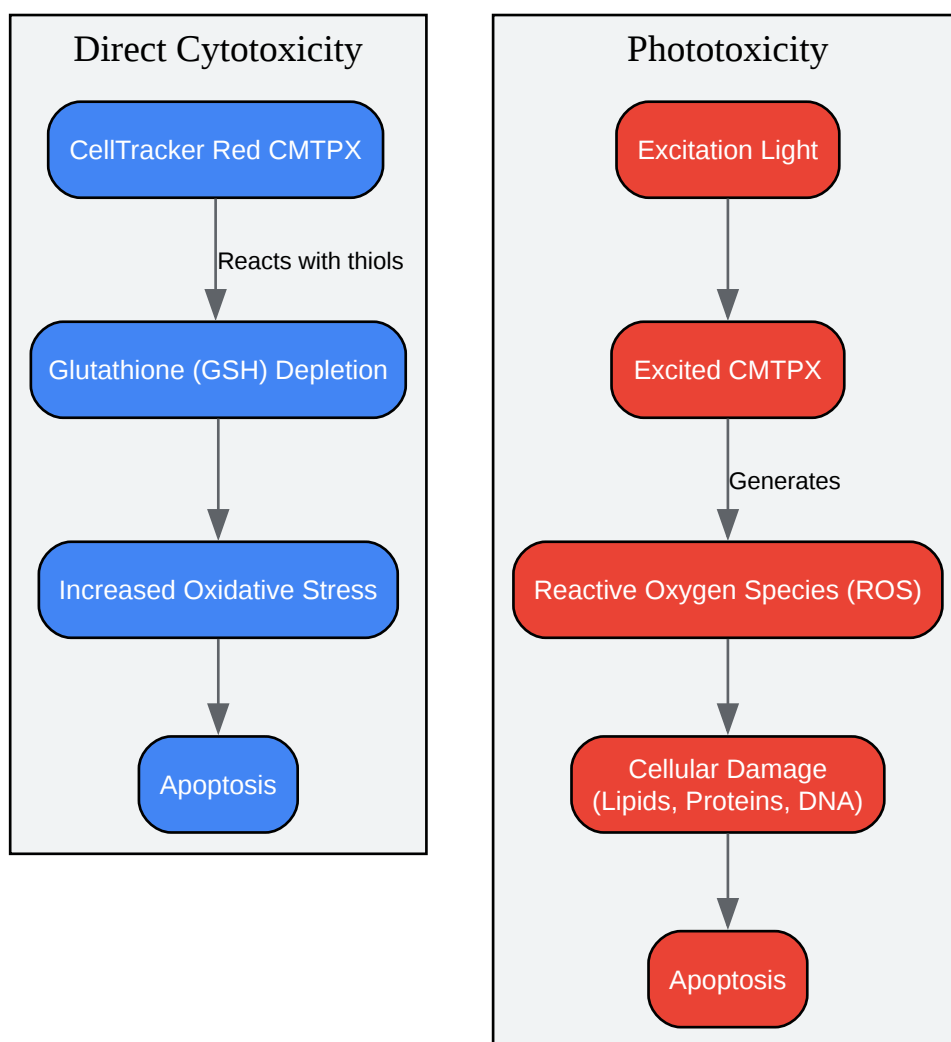 Direct Cytotoxicity
CellTracker Red CMTPX
Reacts with thiols
Glutathione (GSH) Depletion
Increased Oxidative Stress
Apoptosis
Phototoxicity
Excitation Light
Excited CMTPX
Generates
Reactive Oxygen Species (ROS)
Cellular Damage
(Lipids, Proteins, DNA)
Apoptosis